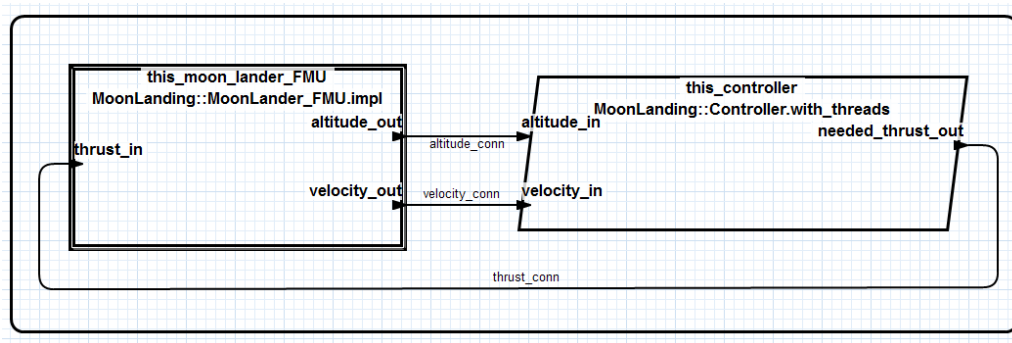 this_moon_lander_FMU
MoonLanding::MoonLander_FMU.impl
altitude_out
thrust_in
velocity_out
altitude_conn
velocity_conn
this_controller
MoonLanding::Controller.with_threads
altitude_in
needed_thrust_out
velocity_in
thrust_conn